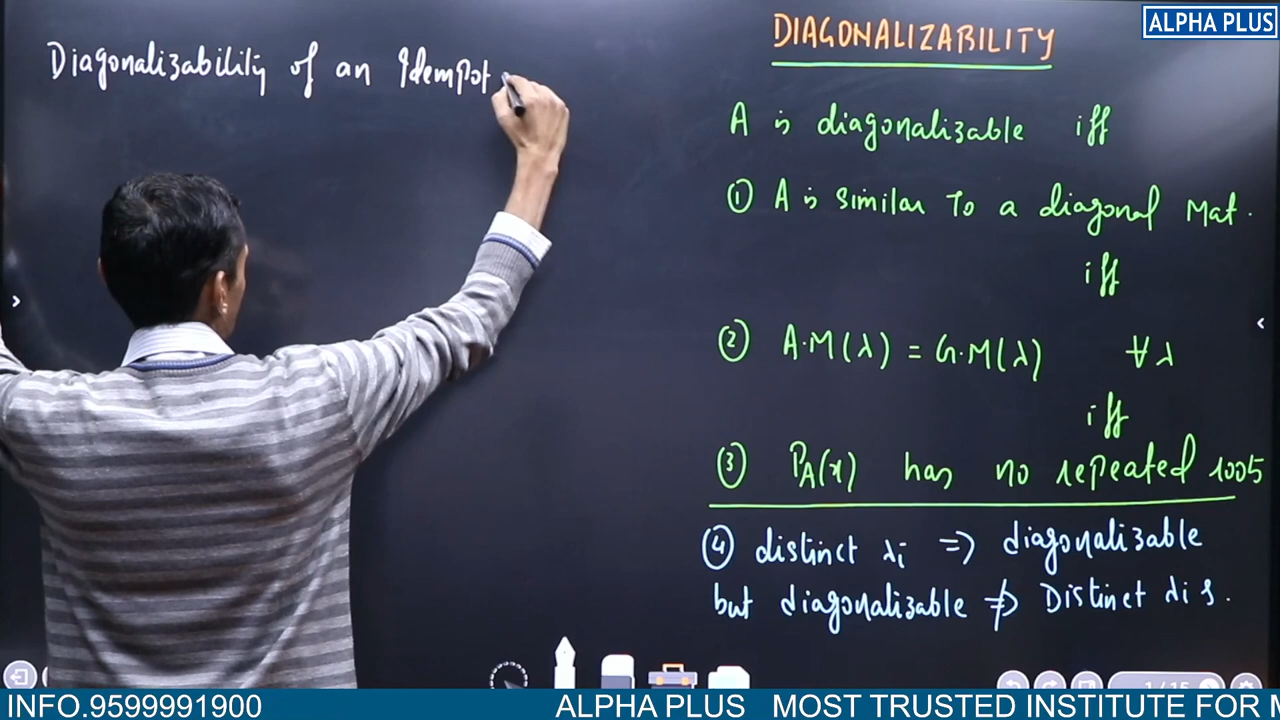 ALPHA PLUS
Diagonalizability of an Idempot
DIAGONALIZABILITY
A is diagonalizable iff
① A is similar to a diagonal Mat.
iff
② A.M(λ) = G.M(λ) ∀ λ
iff
③ P_A(x) has no repeated roots
④ distinct λi => diagonalizable
but diagonalizable ≠> Distinct λi s.
1/15
INFO.9599991900
ALPHA PLUS MOST TRUSTED INSTITUTE FOR M